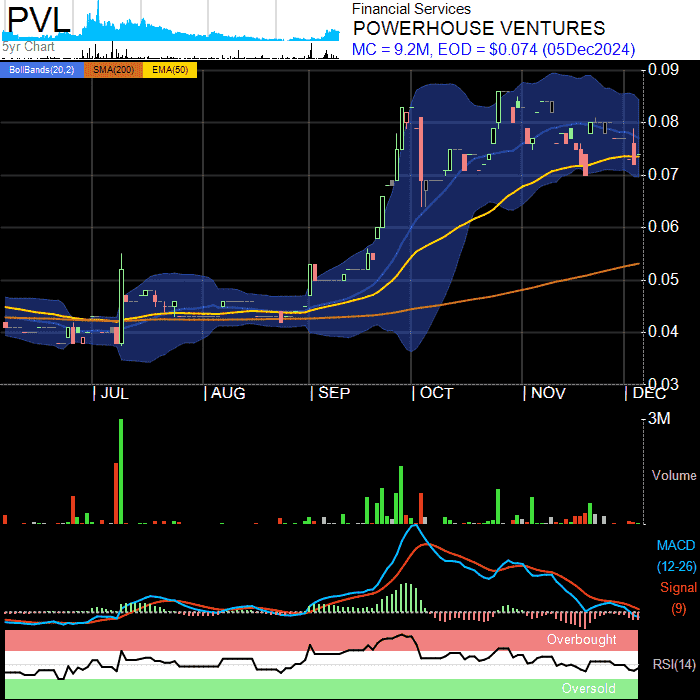 PVL
5yr Chart
Financial Services
POWERHOUSE VENTURES
MC = 9.2M, EOD = $0.074 (05Dec2024)
BollBands(20,2) SMA(200) EMA(50)
0.09
0.08
0.07
0.06
0.05
0.04
0.03
JUL AUG SEP OCT NOV DEC
3M
Volume
MACD
(12-26)
Signal
(9)
Overbought
RSI(14)
Oversold